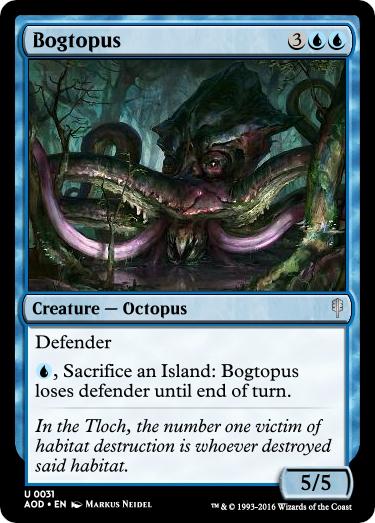 Bogtopus 3
Creature — Octopus
Defender
, Sacrifice an Island: Bogtopus
loses defender until end of turn.
In the Tloch, the number one victim of
habitat destruction is whoever destroyed
said habitat.
5/5
U 0031
AOD • EN Markus Neidel
™ & © 1993-2016 Wizards of the Coast